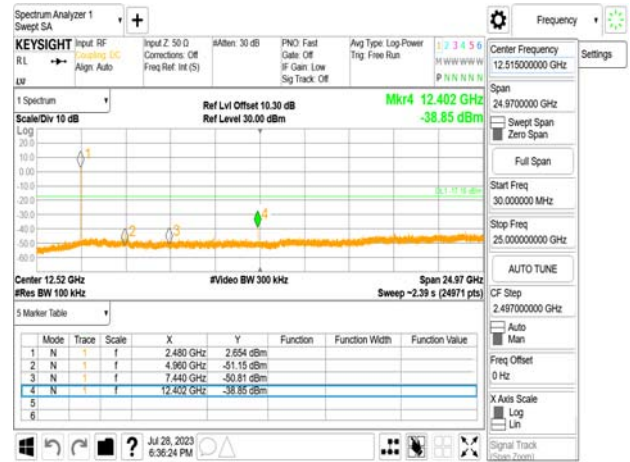 Spectrum Analyzer 1
Swept SA
Frequency
KEYSIGHT
Input: RF
Coupling: DC
Align: Auto
Input Z: 50 Ω
Corrections: Off
Freq Ref: Int (S)
#Atten: 30 dB
PNO: Fast
Gate: Off
IF Gain: Low
Sig Track: Off
Avg Type: Log-Power
Trig: Free Run
1 2 3 4 5 6
M W W W W W
P N N N N N
RL
LV
1 Spectrum
Scale/Div 10 dB
Ref Lvl Offset 10.30 dB
Ref Level 30.00 dBm
Mkr4 12.402 GHz
-38.85 dBm
Log
20.0
10.0
0.00
-10.0
-20.0
-30.0
-40.0
-50.0
-60.0
1
2
3
4
Center 12.52 GHz
#Res BW 100 kHz
#Video BW 300 kHz
Span 24.97 GHz
Sweep ~2.39 s (24971 pts)
5 Marker Table
Mode Trace Scale X Y Function Function Width Function Value
1 N 1 f 2.480 GHz 2.654 dBm
2 N 1 f 4.960 GHz -51.15 dBm
3 N 1 f 7.440 GHz -50.81 dBm
4 N 1 f 12.402 GHz -38.85 dBm
5
6
Jul 28, 2023
6:36:24 PM
Center Frequency
12.515000000 GHz
Settings
Span
24.9700000 GHz
Swept Span
Zero Span
Full Span
Start Freq
30.000000 MHz
Stop Freq
25.000000000 GHz
AUTO TUNE
CF Step
2.497000000 GHz
Auto
Man
Freq Offset
0 Hz
X Axis Scale
Log
Lin
Signal Track
(Span Zoom)